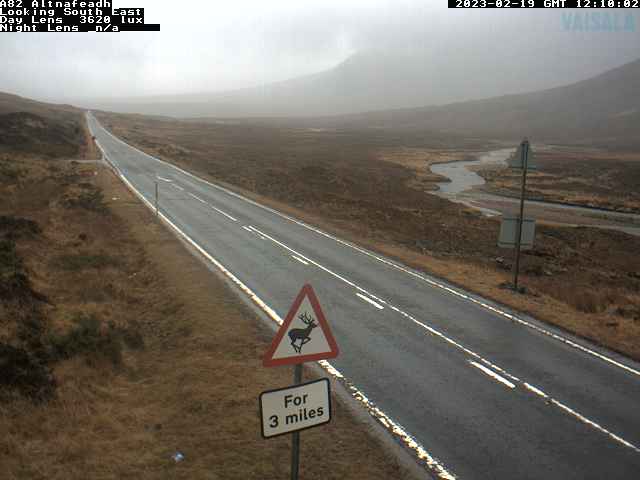 A82 Altnafeadh
Looking South East
Day Lens 3620 lux
Night Lens n/a
2023-02-19 GMT 12:10:02
VAISALA
For
3 miles